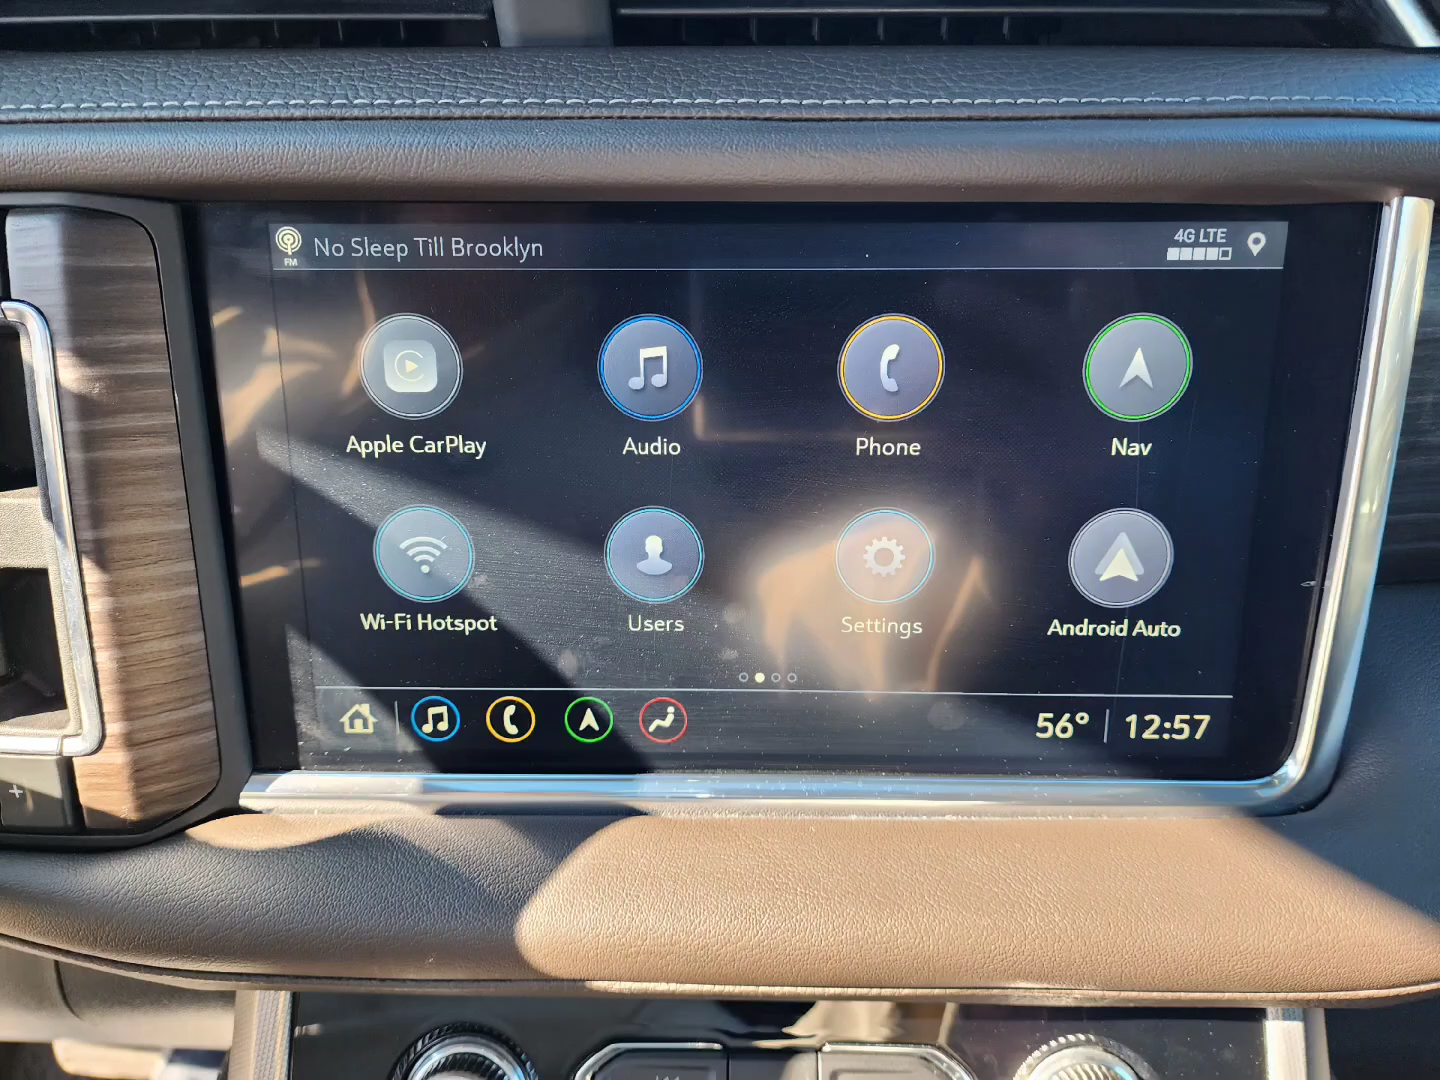 FM No Sleep Till Brooklyn 4G LTE
Apple CarPlay Audio Phone Nav
Wi-Fi Hotspot Users Settings Android Auto
56° 12:57
+